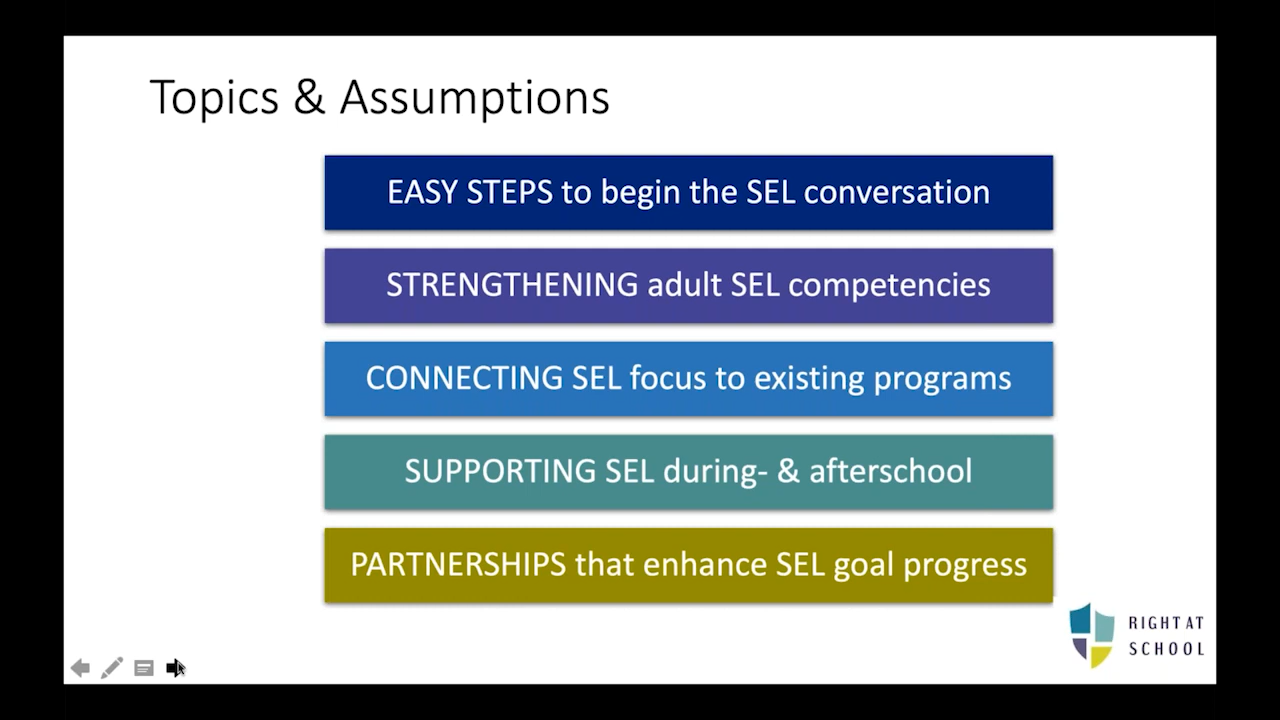 Topics & Assumptions
EASY STEPS to begin the SEL conversation
STRENGTHENING adult SEL competencies
CONNECTING SEL focus to existing programs
SUPPORTING SEL during- & afterschool
PARTNERSHIPS that enhance SEL goal progress
RIGHT AT
SCHOOL